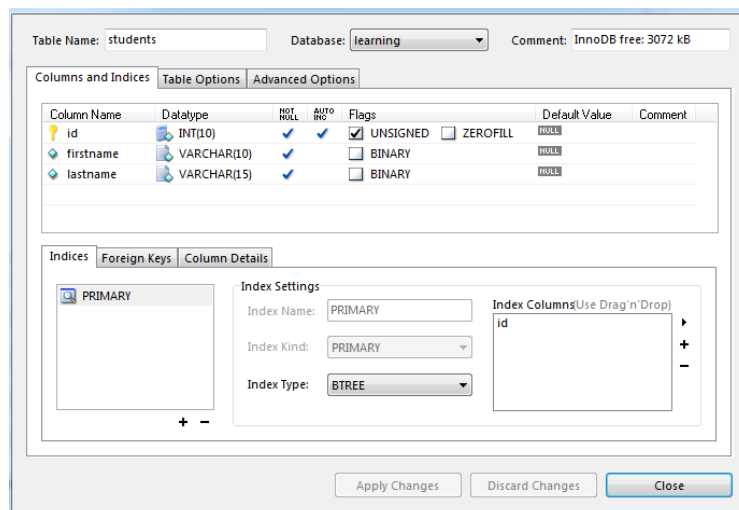 Table Name: students Database: learning Comment: InnoDB free: 3072 kB
Columns and Indices Table Options Advanced Options
Column Name Datatype NOT NULL AUTO INC Flags Default Value Comment
id INT(10) UNSIGNED ZEROFILL NULL
firstname VARCHAR(10) BINARY NULL
lastname VARCHAR(15) BINARY NULL
Indices Foreign Keys Column Details
PRIMARY
Index Settings
Index Name: PRIMARY
Index Kind: PRIMARY
Index Type: BTREE
Index Columns(Use Drag'n'Drop)
id
Apply Changes Discard Changes Close